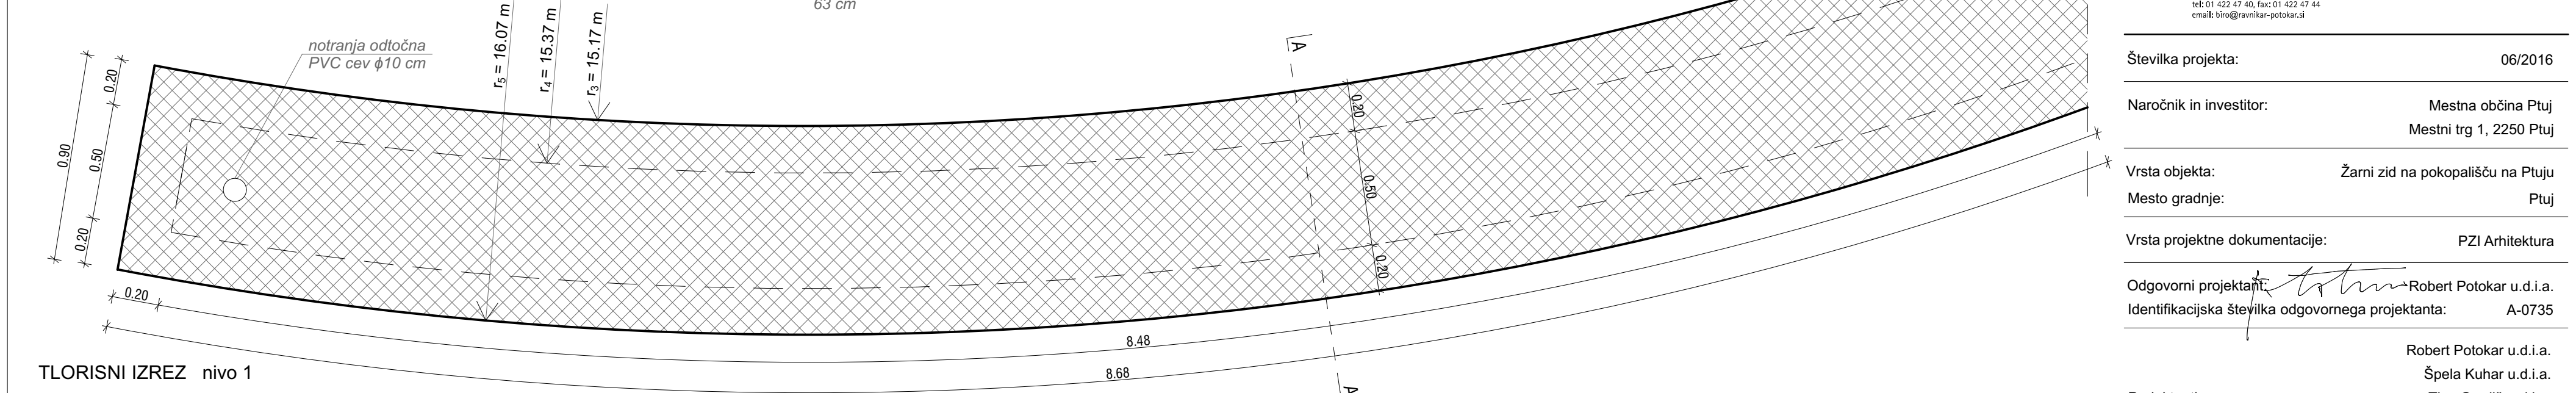 63 cm
notranja odtočna
PVC cev ϕ10 cm
r5 = 16.07 m
r4 = 15.37 m
r3 = 15.17 m
A
0.20
0.90
0.50
0.20
0.20
0.50
0.20
0.20
8.48
8.68
A
TLORISNI IZREZ nivo 1
tel: 01 422 47 40, fax: 01 422 47 44
email: biro@ravnikar-potokar.si
Številka projekta: 06/2016
Naročnik in investitor: Mestna občina Ptuj
Mestni trg 1, 2250 Ptuj
Vrsta objekta: Žarni zid na pokopališču na Ptuju
Mesto gradnje: Ptuj
Vrsta projektne dokumentacije: PZI Arhitektura
Odgovorni projektant: Robert Potokar u.d.i.a.
Identifikacijska številka odgovornega projektanta: A-0735
Robert Potokar u.d.i.a.
Špela Kuhar u.d.i.a.